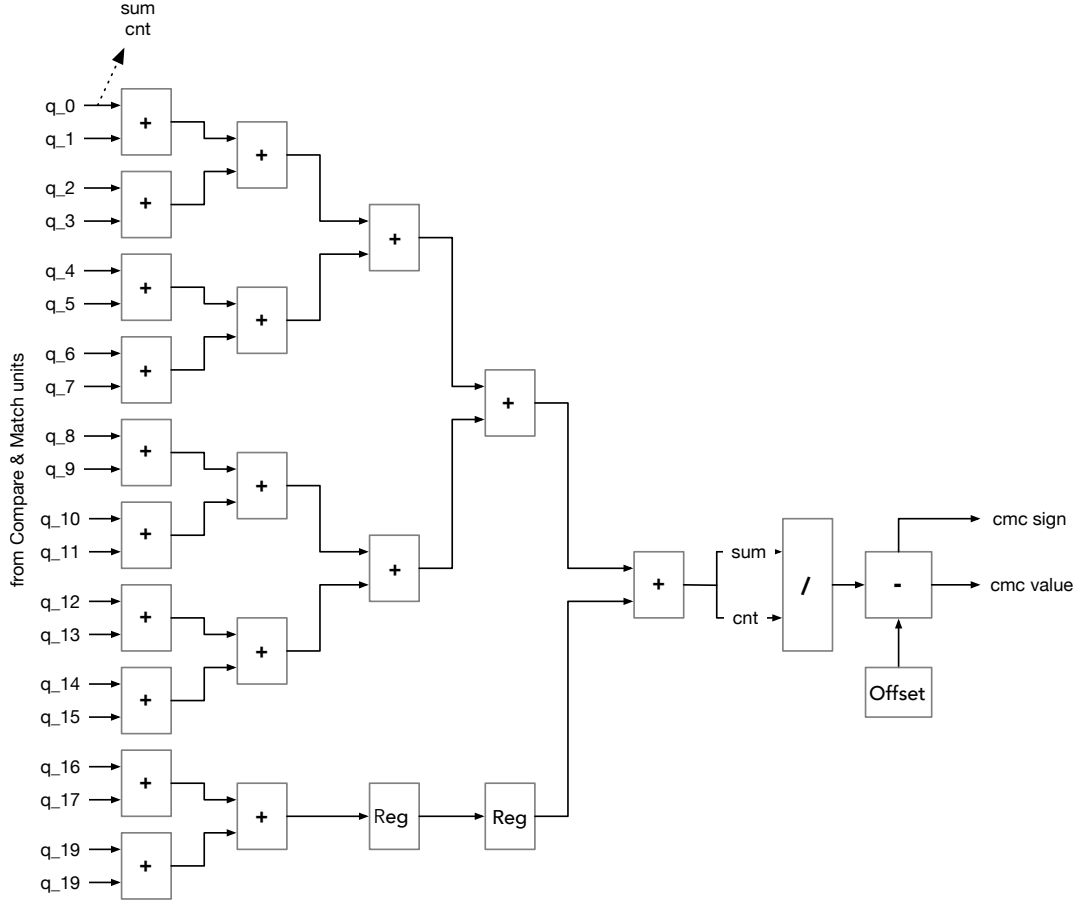 sum
cnt
from Compare & Match units
q_0
q_1
+
+
q_2
q_3
+
+
q_4
q_5
+
+
q_6
q_7
+
+
q_8
q_9
+
+
q_10
q_11
+
+
q_12
q_13
+
+
q_14
q_15
+
+
q_16
q_17
+
+
Reg
Reg
q_19
q_19
+
+
sum
cnt
/
-
Offset
cmc sign
cmc value